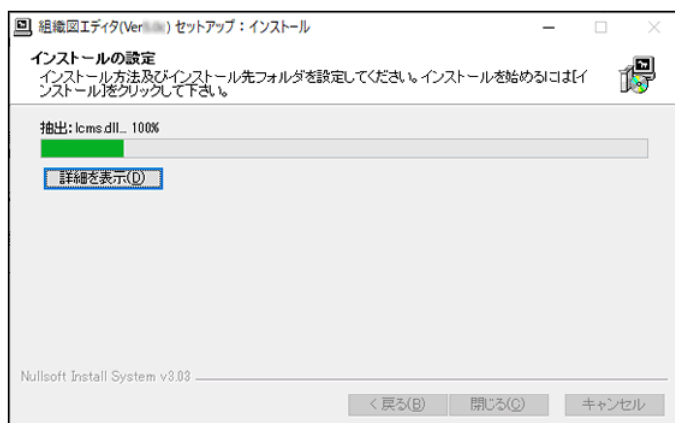 組織図エディタ(Ver ) セットアップ：インストール
インストールの設定
インストール方法及びインストール先フォルダを設定してください。インストールを始めるには[イ
ンストール]をクリックして下さい。
抽出: lcms.dll... 100%
詳細を表示(D)
Nullsoft Install System v3.03
< 戻る(B)
閉じる(C)
キャンセル